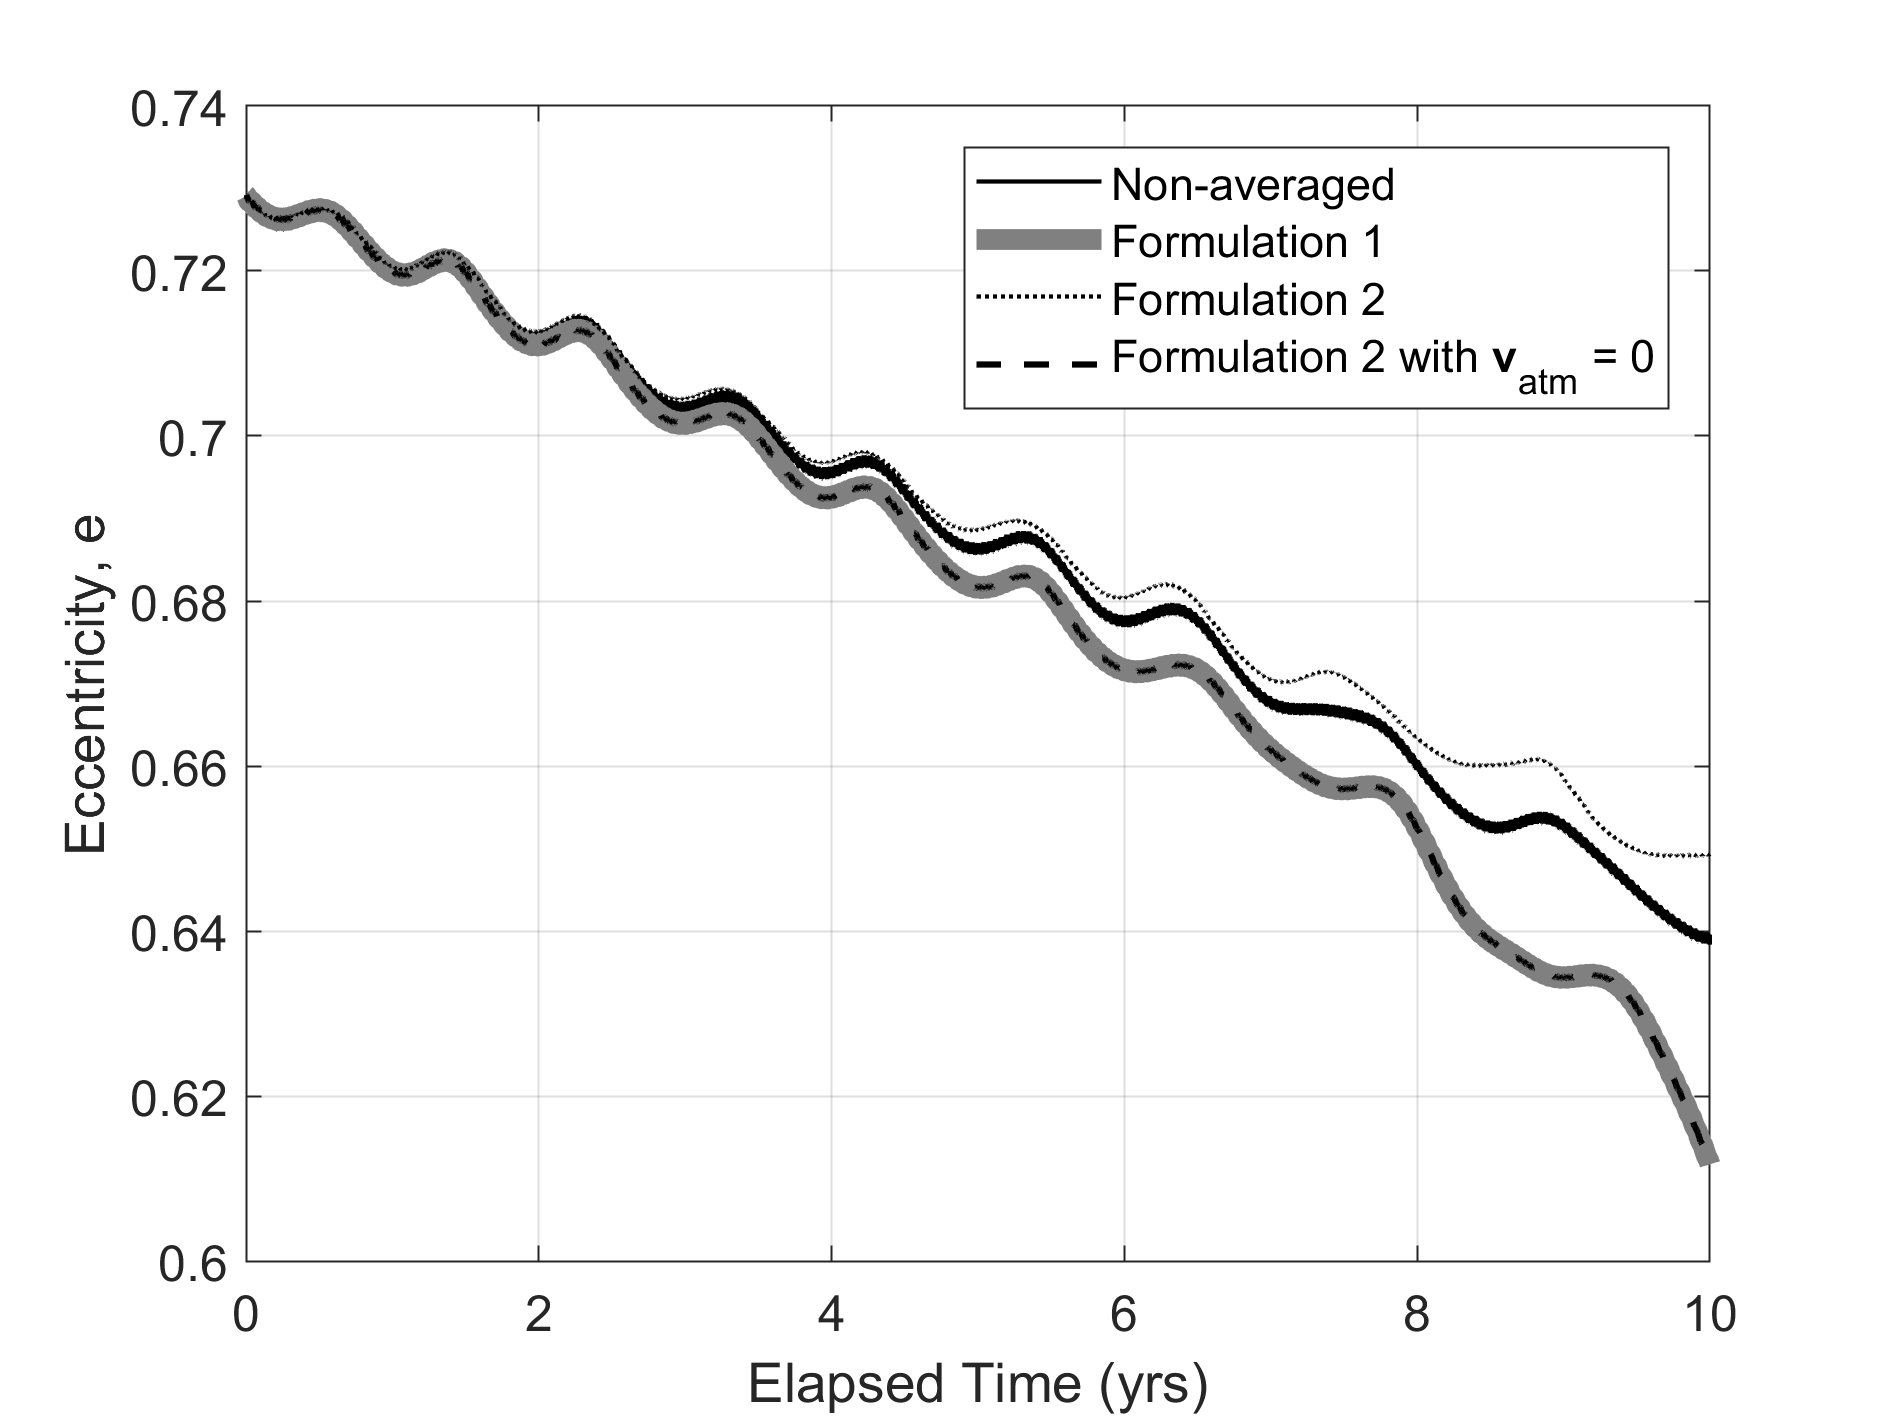 0.74
0.72
0.7
0.68
0.66
0.64
0.62
0.6
Eccentricity, e
Non-averaged
Formulation 1
Formulation 2
Formulation 2 with v_atm = 0
0 2 4 6 8 10
Elapsed Time (yrs)